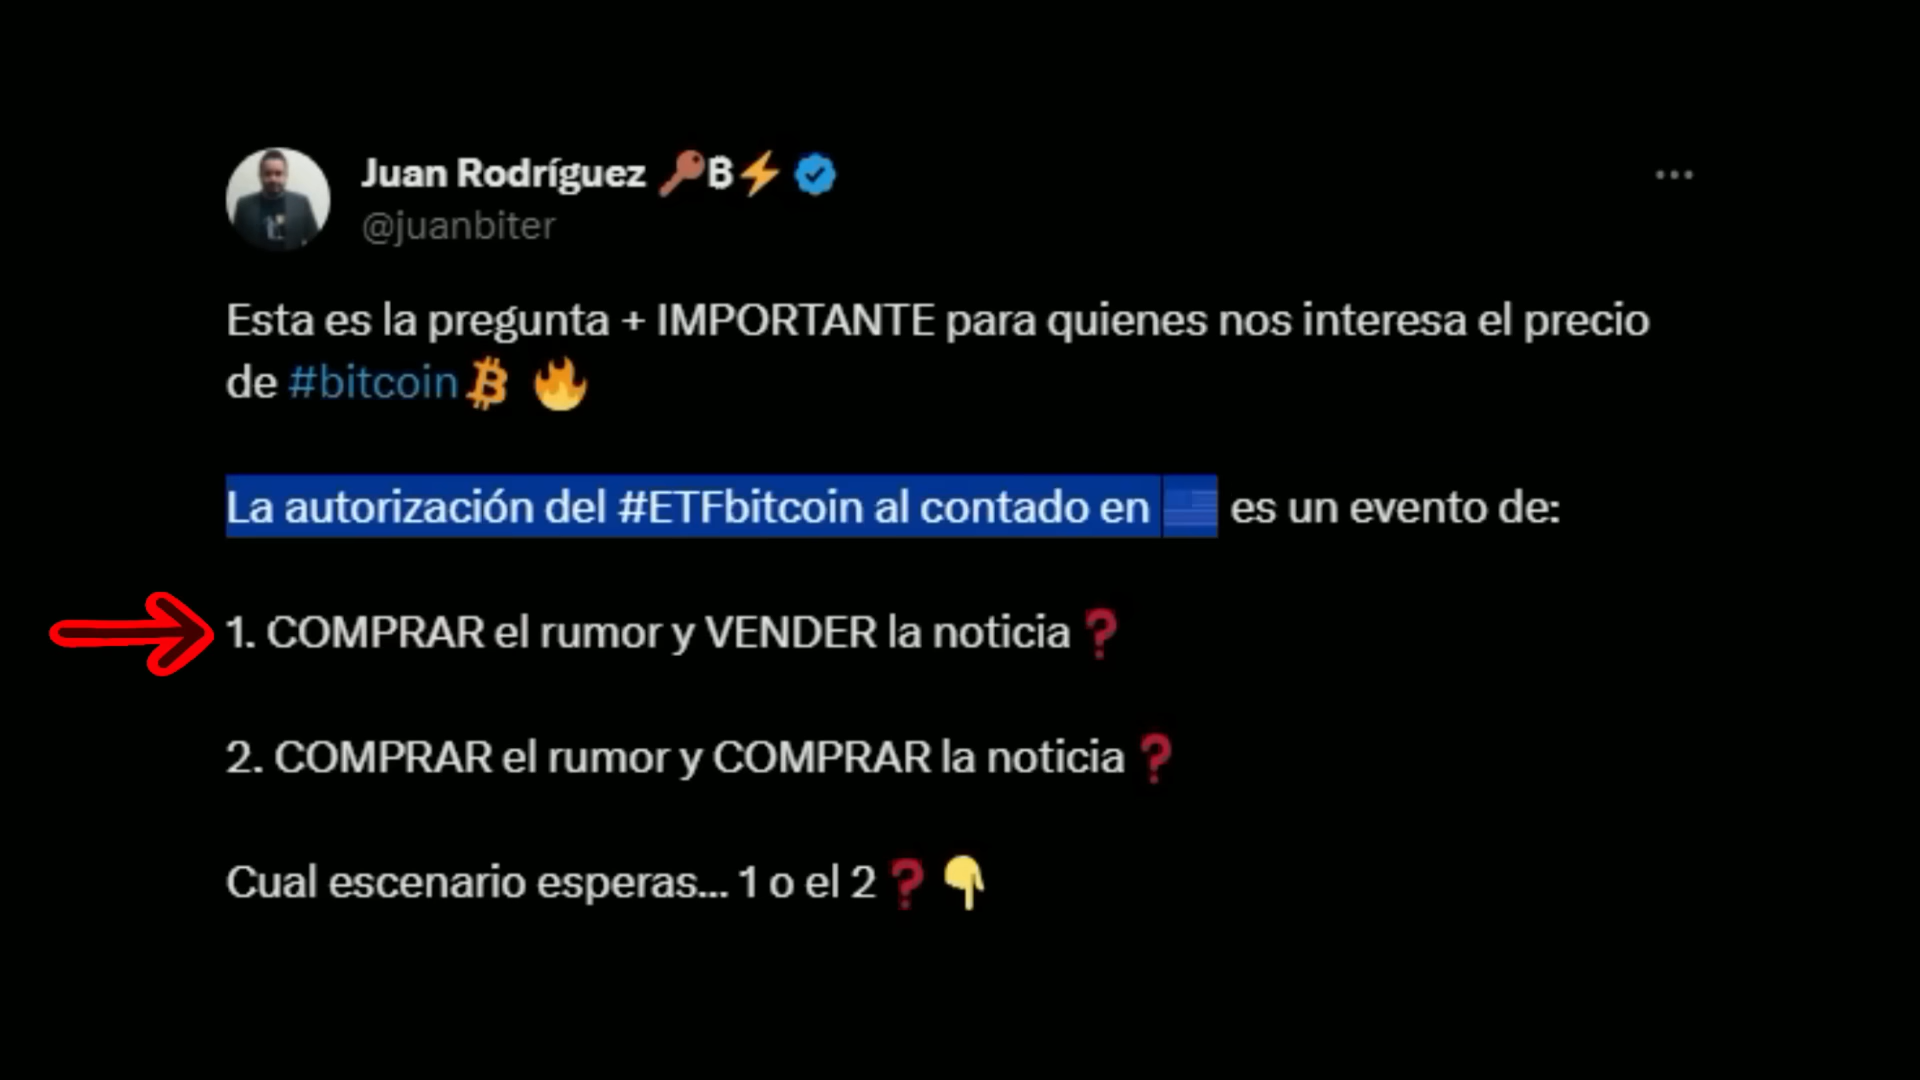 Juan Rodríguez 🔑₿⚡
@juanbiter
Esta es la pregunta + IMPORTANTE para quienes nos interesa el precio
de #bitcoin 🔥
La autorización del #ETFbitcoin al contado en 🇺🇸 es un evento de:
1. COMPRAR el rumor y VENDER la noticia❓
2. COMPRAR el rumor y COMPRAR la noticia❓
Cual escenario esperas... 1 o el 2❓👇